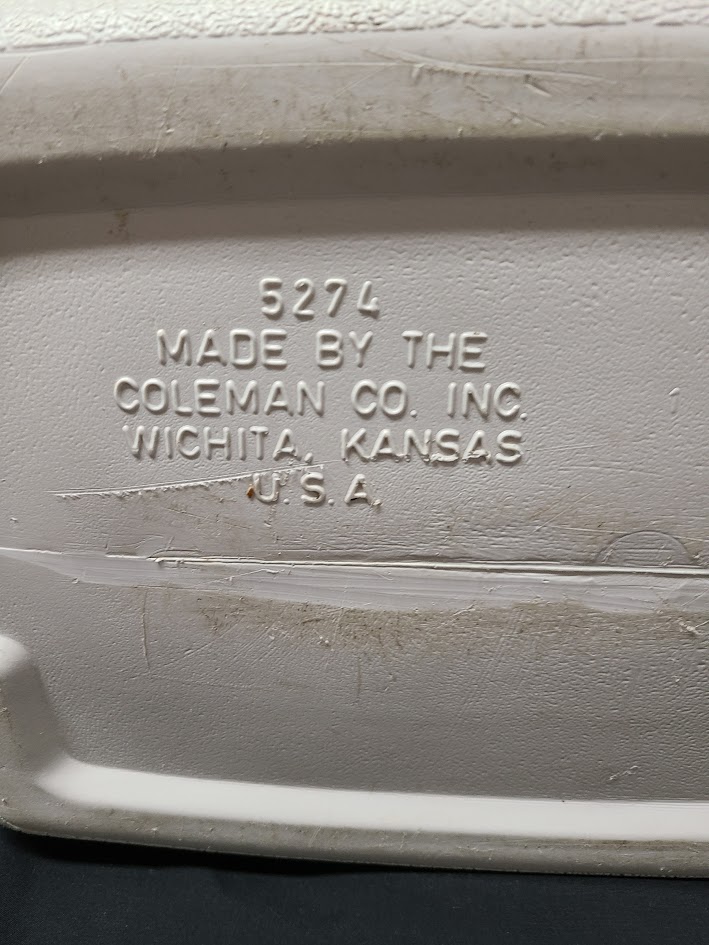 5274
MADE BY THE
COLEMAN CO. INC.
WICHITA, KANSAS
U.S.A.